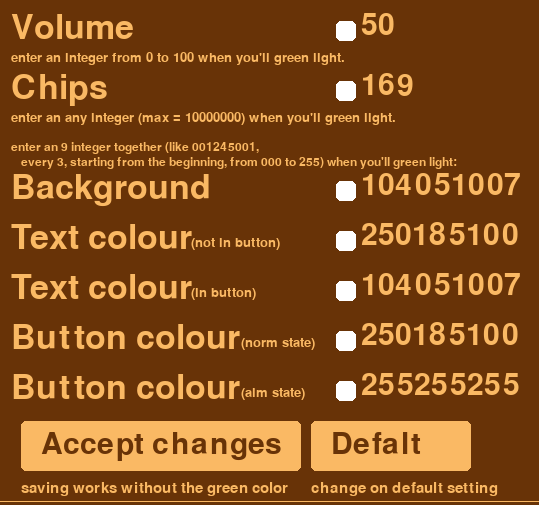 Volume 50
enter an integer from 0 to 100 when you'll green light.
Chips 169
enter an any integer (max = 10000000) when you'll green light.
enter an 9 integer together (like 001245001,
every 3, starting from the beginning, from 000 to 255) when you'll green light:
Background 104051007
Text colour(not in button) 250185100
Text colour(in button) 104051007
Button colour(norm state) 250185100
Button colour(aim state) 255255255
Accept changes Defalt
saving works without the green color change on default setting